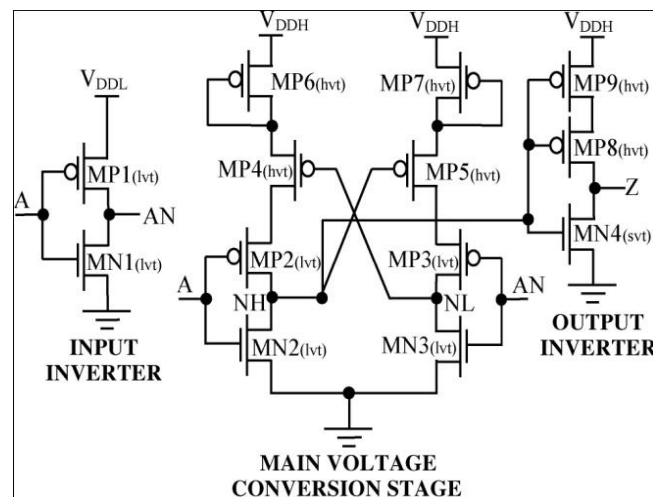 VDDH
VDDH
VDDH
MP6(hvt)
MP7(hvt)
MP9(hvt)
VDDL
MP4(hvt)
MP5(hvt)
MP8(hvt)
MP1(lvt)
A
AN
Z
MN1(lvt)
MP2(lvt)
MP3(lvt)
MN4(svt)
A
NH
NL
AN
MN2(lvt)
MN3(lvt)
INPUT
INVERTER
OUTPUT
INVERTER
MAIN VOLTAGE
CONVERSION STAGE